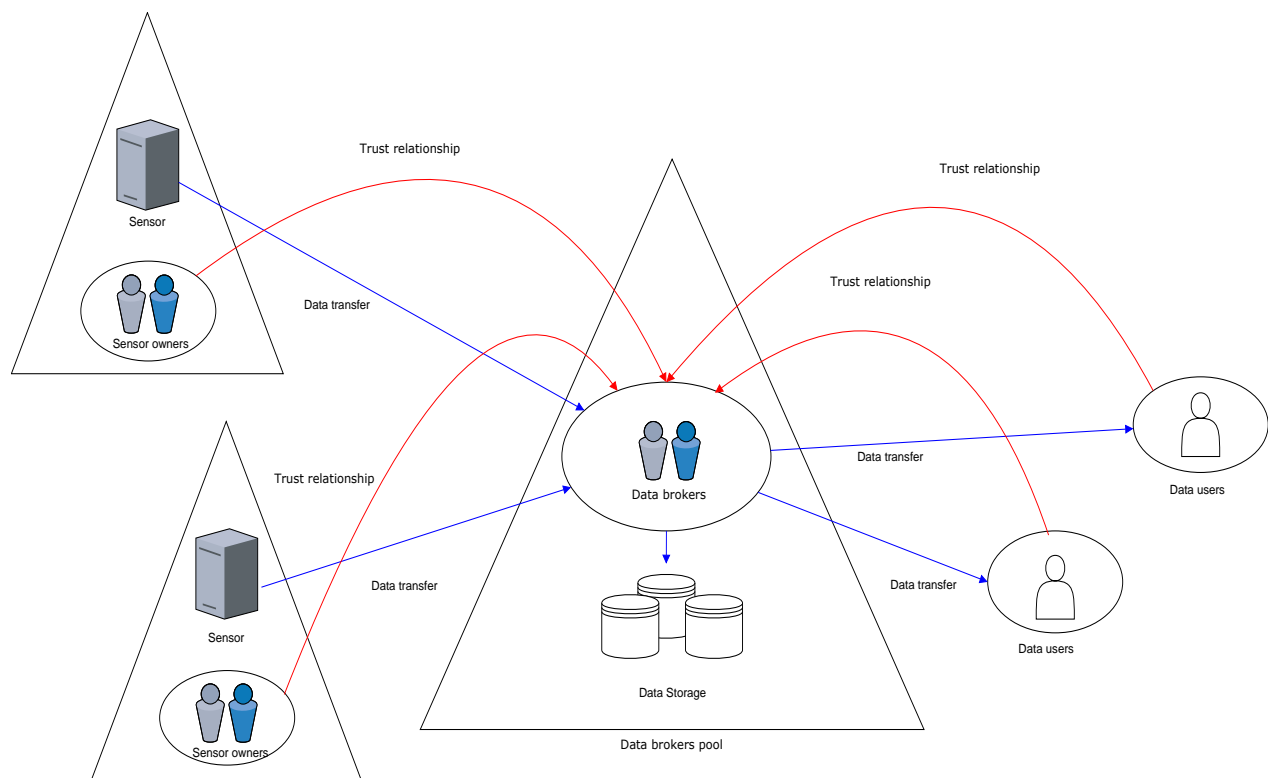 Trust relationship
Trust relationship
Sensor
Trust relationship
Data transfer
Sensor owners
Data transfer
Trust relationship
Data brokers
Data users
Data transfer
Data transfer
Sensor
Data users
Data Storage
Data brokers pool
Sensor owners